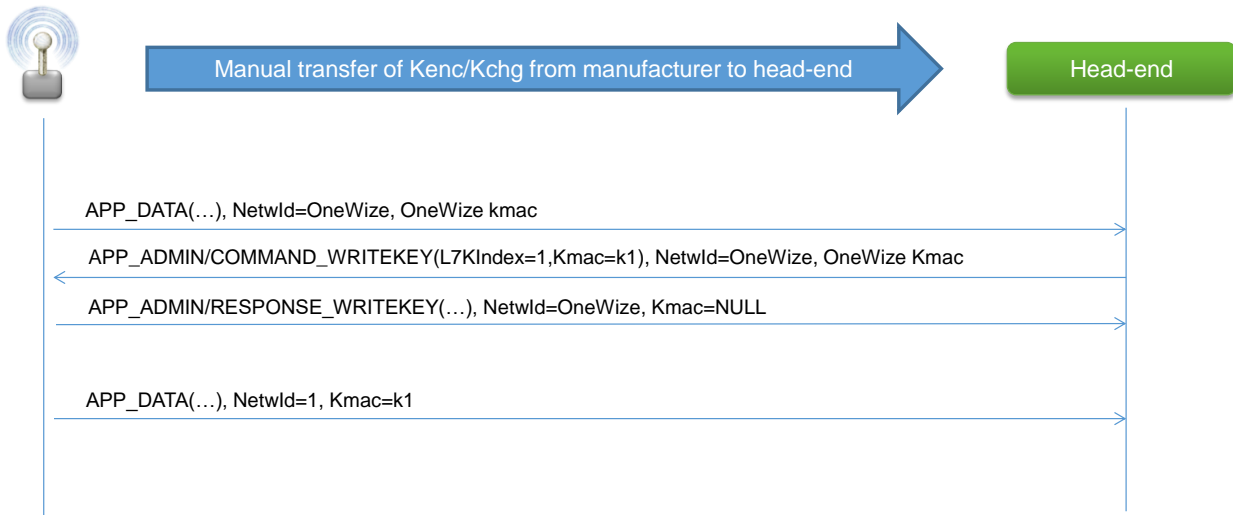 Manual transfer of Kenc/Kchg from manufacturer to head-end
Head-end
APP_DATA(…), NetwId=OneWize, OneWize kmac
APP_ADMIN/COMMAND_WRITEKEY(L7KIndex=1,Kmac=k1), NetwId=OneWize, OneWize Kmac
APP_ADMIN/RESPONSE_WRITEKEY(…), NetwId=OneWize, Kmac=NULL
APP_DATA(…), NetwId=1, Kmac=k1